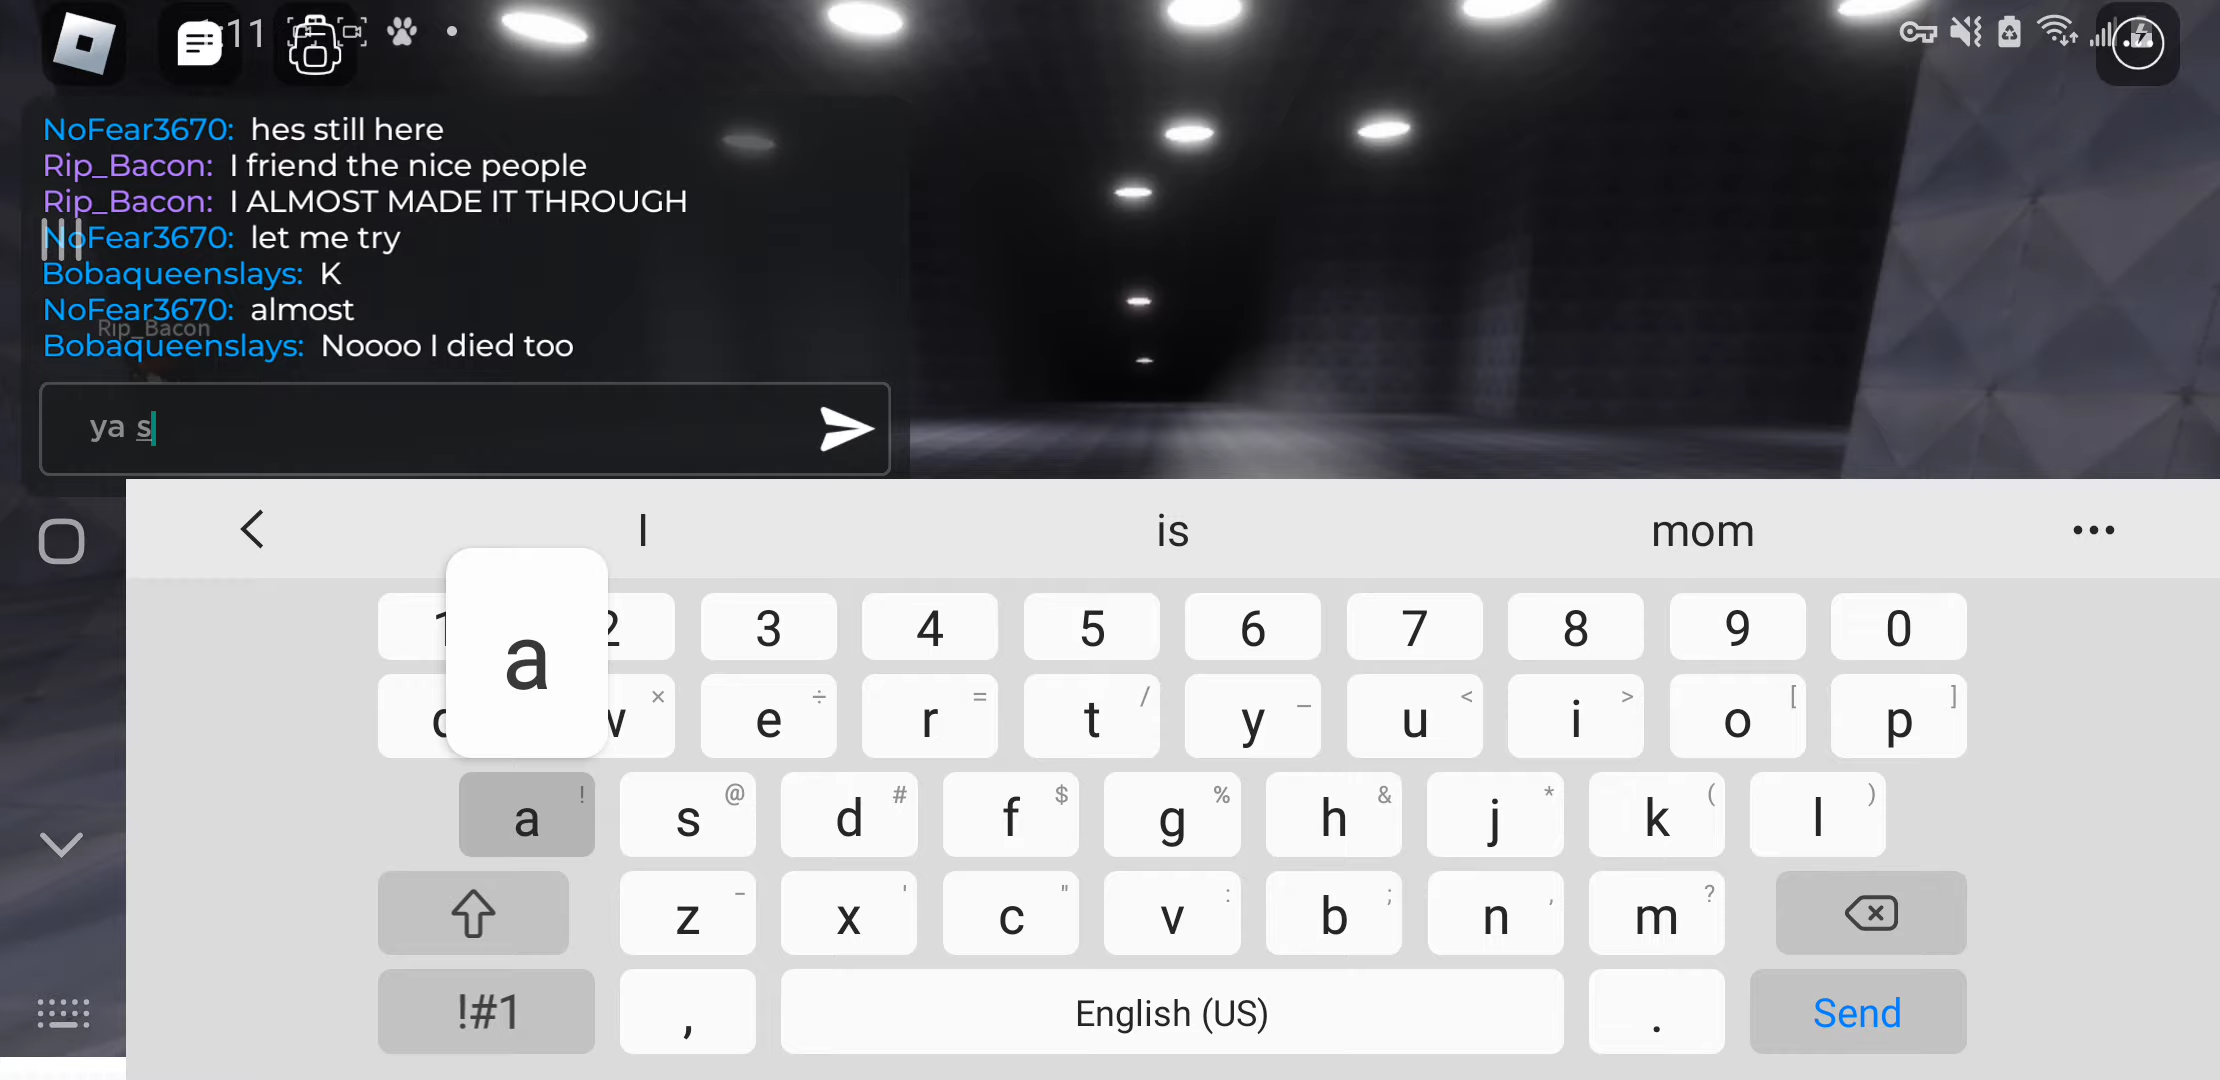 :11
NoFear3670: hes still here
Rip_Bacon: I friend the nice people
Rip_Bacon: I ALMOST MADE IT THROUGH
NoFear3670: let me try
Bobaqueenslays: K
NoFear3670: almost
Rip_Bacon
Bobaqueenslays: Noooo I died too
ya s
I is mom
1 2 3 4 5 6 7 8 9 0
a
w × e ÷ r = t / y _ u < i > o [ p ]
a ! s @ d # f $ g % h & j * k ( l )
z - x ' c " v : b ; n , m ?
!#1 , English (US) . Send